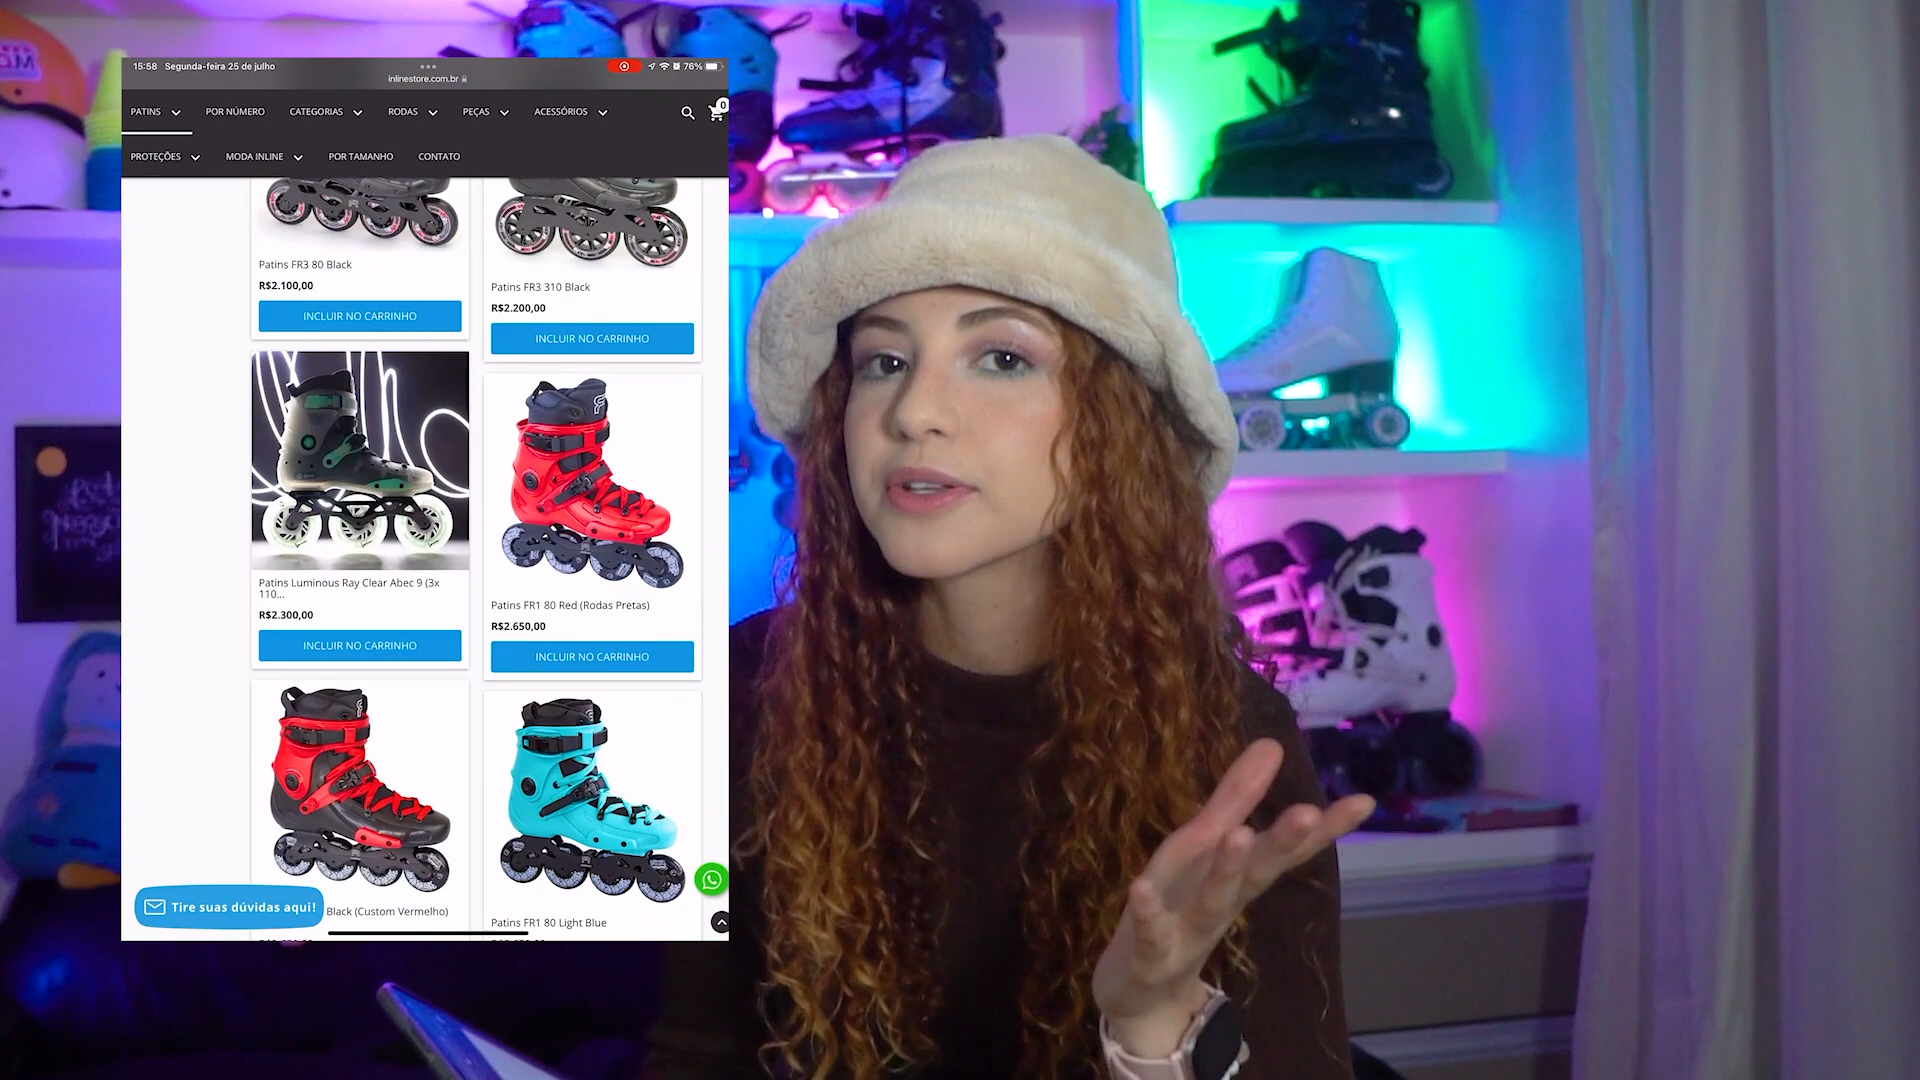 15:58 Segunda-feira 25 de julho
76%
inlinestore.com.br
PATINS
POR NÚMERO
CATEGORIAS
RODAS
PEÇAS
ACESSÓRIOS
0
PROTEÇÕES
MODA INLINE
POR TAMANHO
CONTATO
Patins FR3 80 Black
R$2.100,00
INCLUIR NO CARRINHO
Patins FR3 310 Black
R$2.200,00
INCLUIR NO CARRINHO
Patins Luminous Ray Clear Abec 9 (3x
110...
R$2.300,00
INCLUIR NO CARRINHO
Patins FR1 80 Red (Rodas Pretas)
R$2.650,00
INCLUIR NO CARRINHO
Black (Custom Vermelho)
Patins FR1 80 Light Blue
Tire suas dúvidas aqui!